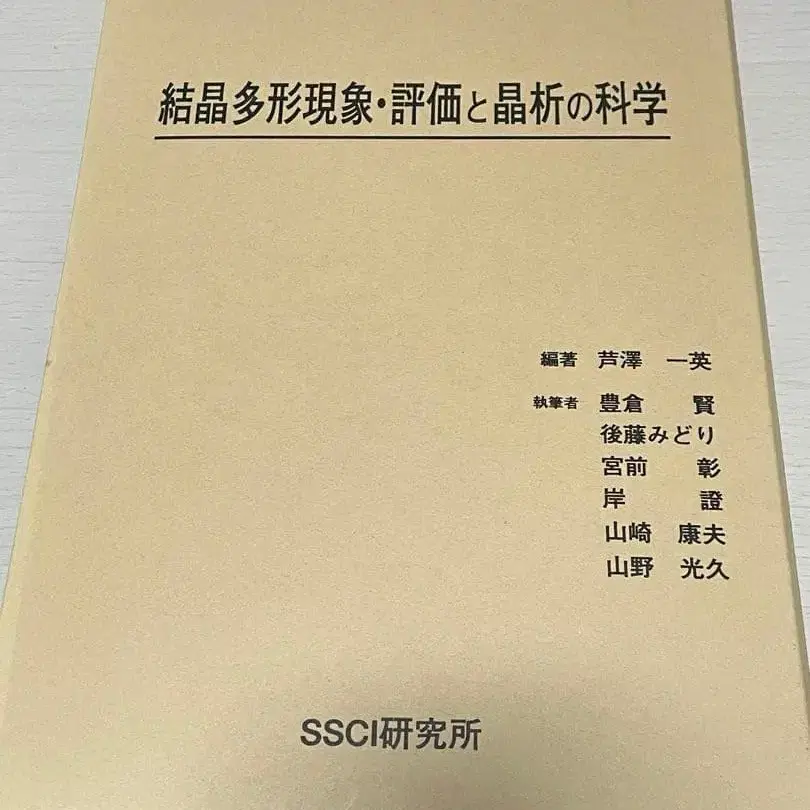 結晶多形現象・評価と晶析の科学
編著 芦澤 一英
執筆者 豊倉 賢
後藤みどり
宮前 彰
岸 證
山崎 康夫
山野 光久
SSCI研究所